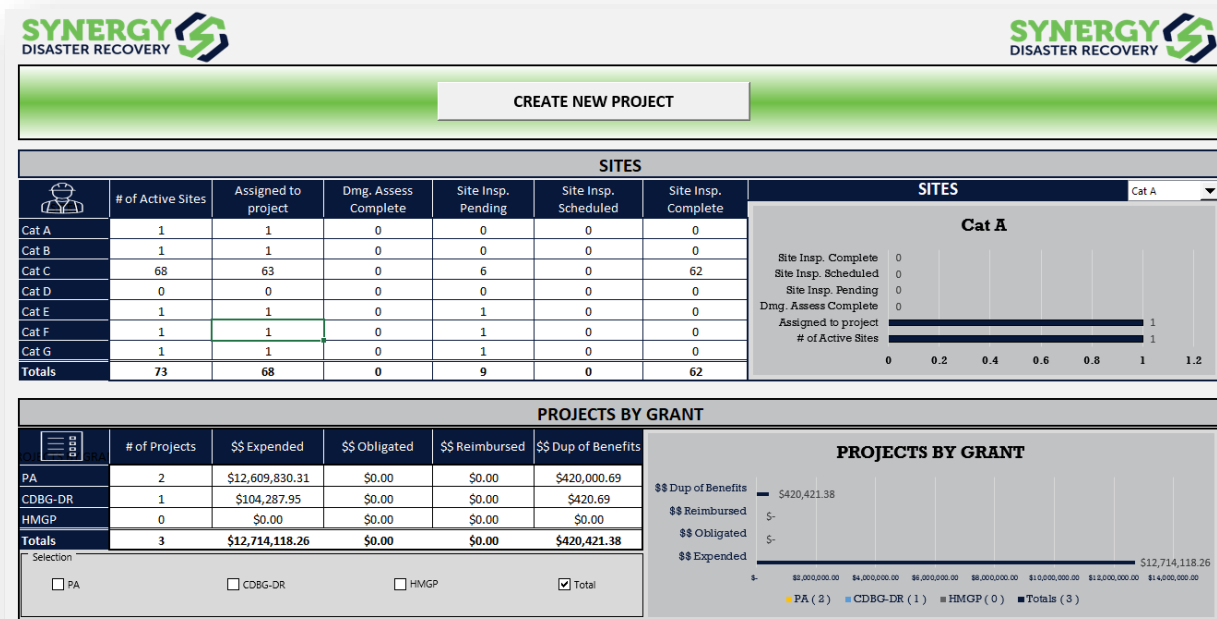 SYNERGY
DISASTER RECOVERY
SYNERGY
DISASTER RECOVERY
CREATE NEW PROJECT
SITES
# of Active Sites Assigned to project Dmg. Assess Complete Site Insp. Pending Site Insp. Scheduled Site Insp. Complete
Cat A 1 1 0 0 0 0
Cat B 1 1 0 0 0 0
Cat C 68 63 0 6 0 62
Cat D 0 0 0 0 0 0
Cat E 1 1 0 1 0 0
Cat F 1 1 0 1 0 0
Cat G 1 1 0 1 0 0
Totals 73 68 0 9 0 62
SITES Cat A
Cat A
Site Insp. Complete 0
Site Insp. Scheduled 0
Site Insp. Pending 0
Dmg. Assess Complete 0
Assigned to project 1
# of Active Sites 1
0 0.2 0.4 0.6 0.8 1 1.2
PROJECTS BY GRANT
# of Projects $$ Expended $$ Obligated $$ Reimbursed $$ Dup of Benefits
PA 2 $12,609,830.31 $0.00 $0.00 $420,000.69
CDBG-DR 1 $104,287.95 $0.00 $0.00 $420.69
HMGP 0 $0.00 $0.00 $0.00 $0.00
Totals 3 $12,714,118.26 $0.00 $0.00 $420,421.38
Selection
PA CDBG-DR HMGP Total
PROJECTS BY GRANT
$$ Dup of Benefits $420,421.38
$$ Reimbursed $-
$$ Obligated $-
$$ Expended $12,714,118.26
$- $2,000,000.00 $4,000,000.00 $6,000,000.00 $8,000,000.00 $10,000,000.00 $12,000,000.00 $14,000,000.00
PA ( 2 ) CDBG-DR ( 1 ) HMGP ( 0 ) Totals ( 3 )